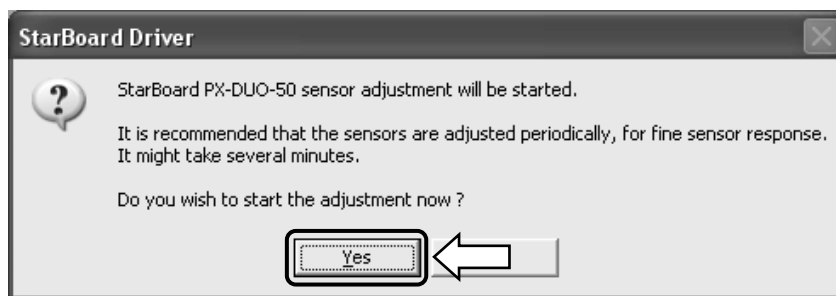 StarBoard Driver
StarBoard PX-DUO-50 sensor adjustment will be started.
It is recommended that the sensors are adjusted periodically, for fine sensor response.
It might take several minutes.
Do you wish to start the adjustment now ?
Yes